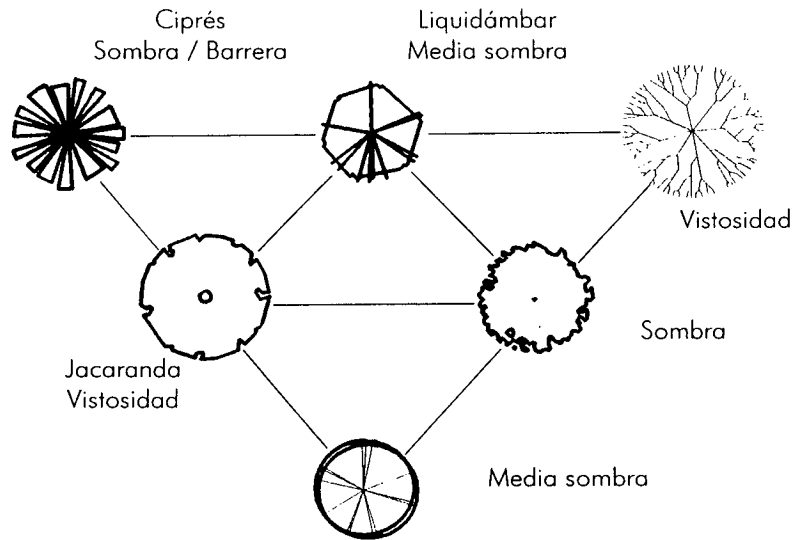 Ciprés
Sombra / Barrera
Liquidámbar
Media sombra
Vistosidad
Sombra
Jacaranda
Vistosidad
Media sombra